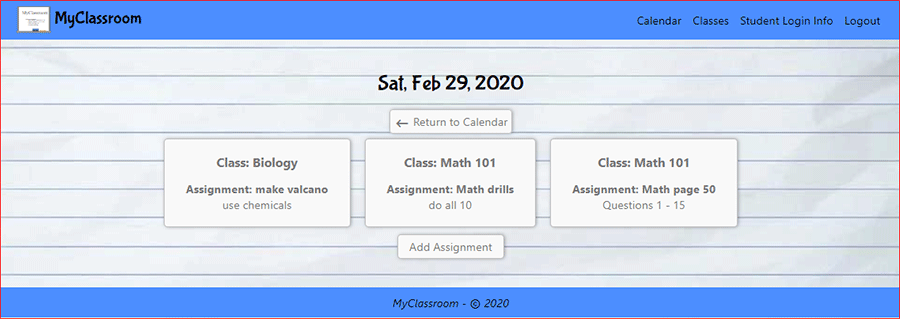 MyClassroom
Calendar Classes Student Login Info Logout
Sat, Feb 29, 2020
← Return to Calendar
Class: Biology
Assignment: make valcano
use chemicals
Class: Math 101
Assignment: Math drills
do all 10
Class: Math 101
Assignment: Math page 50
Questions 1 - 15
Add Assignment
MyClassroom - © 2020